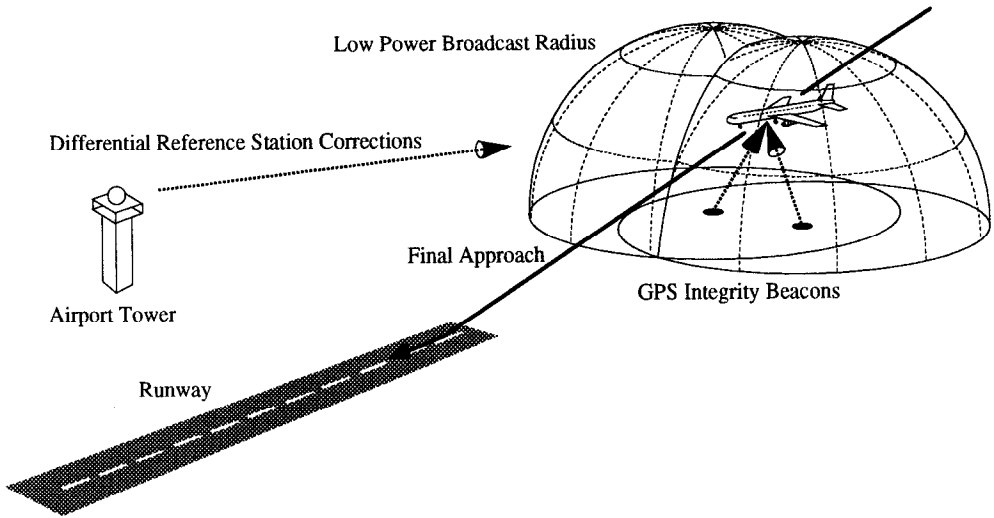 Low Power Broadcast Radius
Differential Reference Station Corrections
Final Approach
GPS Integrity Beacons
Airport Tower
Runway